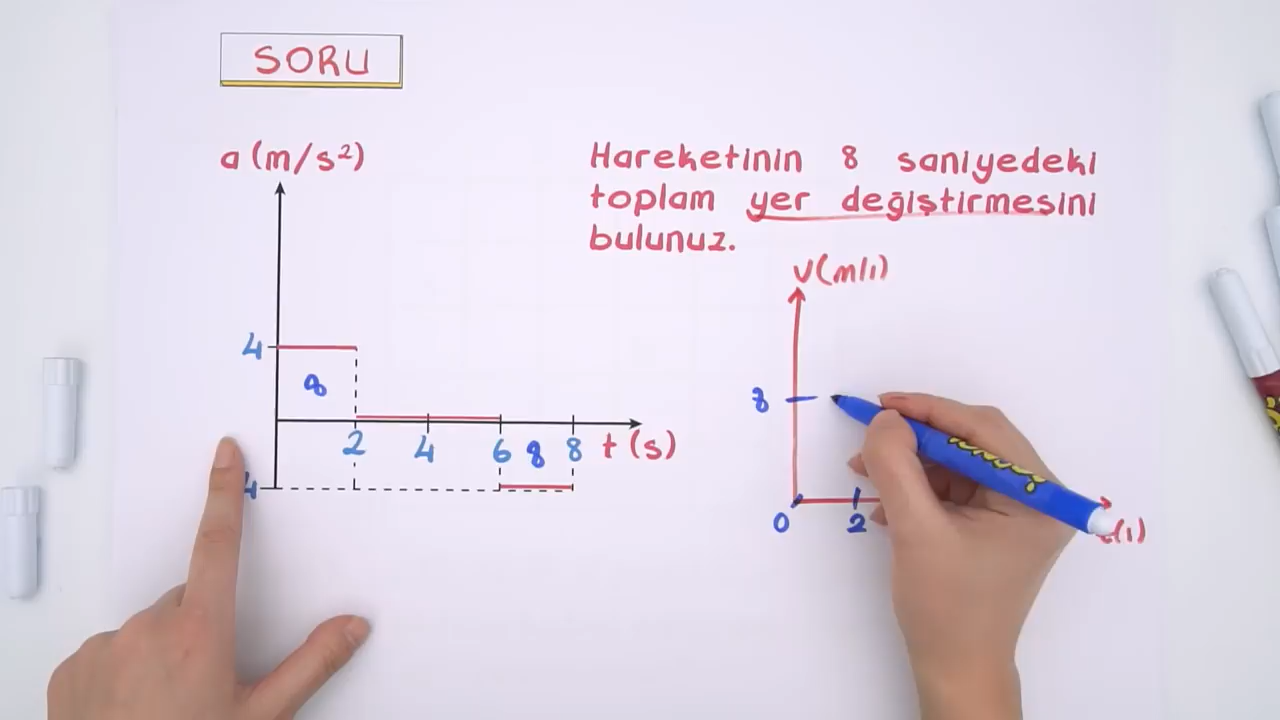 SORU
a (m/s²)
Hareketinin 8 saniyedeki
toplam yer değiştirmesini
bulunuz.
V(m/s)
4
8
8
2 4 6 8 8 t (s)
4
0 2